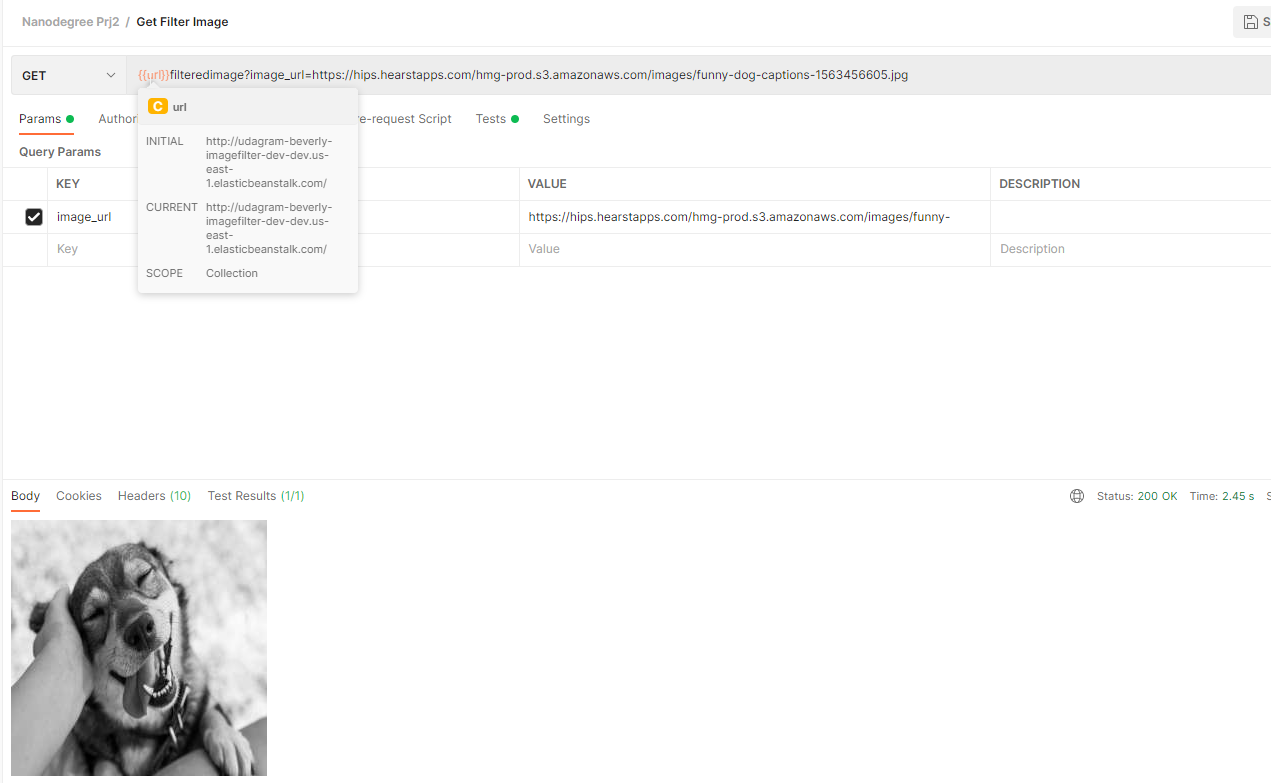 Nanodegree Prj2 / Get Filter Image
S
GET
{{url}}filteredimage?image_url=https://hips.hearstapps.com/hmg-prod.s3.amazonaws.com/images/funny-dog-captions-1563456605.jpg
C url
Params
Author
e-request Script
Tests
Settings
INITIAL
http://udagram-beverly-
imagefilter-dev-dev.us-
east-
1.elasticbeanstalk.com/
CURRENT
http://udagram-beverly-
imagefilter-dev-dev.us-
east-
1.elasticbeanstalk.com/
SCOPE
Collection
Query Params
KEY
VALUE
DESCRIPTION
image_url
https://hips.hearstapps.com/hmg-prod.s3.amazonaws.com/images/funny-
Key
Value
Description
Body
Cookies
Headers (10)
Test Results (1/1)
Status: 200 OK
Time: 2.45 s
S